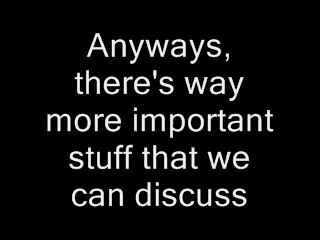 Anyways,
there's way
more important
stuff that we
can discuss